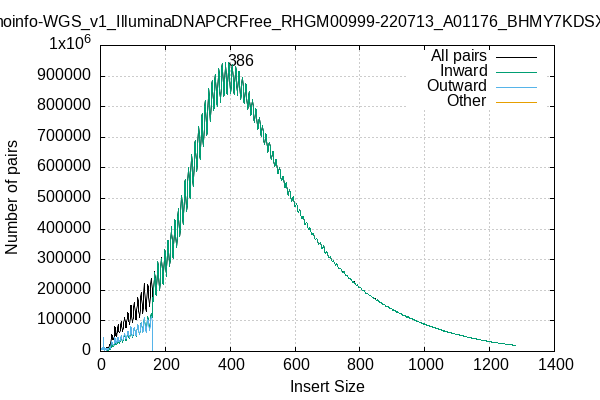 noinfo-WGS_v1_IlluminaDNAPCRFree_RHGM00999-220713_A01176_BHMY7KDSX
1x10^6
900000
800000
700000
600000
500000
400000
300000
200000
100000
0
Number of pairs
386
All pairs
Inward
Outward
Other
0 200 400 600 800 1000 1200 1400
Insert Size